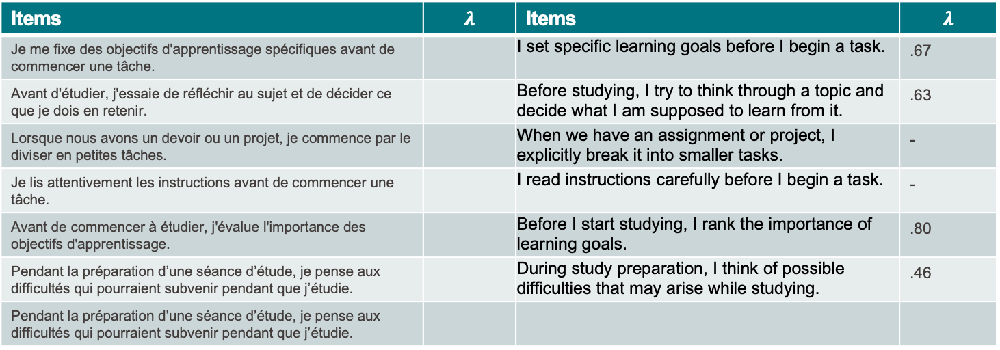 Items λ Items λ
Je me fixe des objectifs d'apprentissage spécifiques avant de
commencer une tâche.
I set specific learning goals before I begin a task.
.67
Avant d'étudier, j'essaie de réfléchir au sujet et de décider ce
que je dois en retenir.
Before studying, I try to think through a topic and
decide what I am supposed to learn from it.
.63
Lorsque nous avons un devoir ou un projet, je commence par le
diviser en petites tâches.
When we have an assignment or project, I
explicitly break it into smaller tasks.
-
Je lis attentivement les instructions avant de commencer une
tâche.
I read instructions carefully before I begin a task.
-
Avant de commencer à étudier, j'évalue l'importance des
objectifs d'apprentissage.
Before I start studying, I rank the importance of
learning goals.
.80
Pendant la préparation d’une séance d’étude, je pense aux
difficultés qui pourraient subvenir pendant que j’étudie.
During study preparation, I think of possible
difficulties that may arise while studying.
.46
Pendant la préparation d’une séance d’étude, je pense aux
difficultés qui pourraient subvenir pendant que j’étudie.